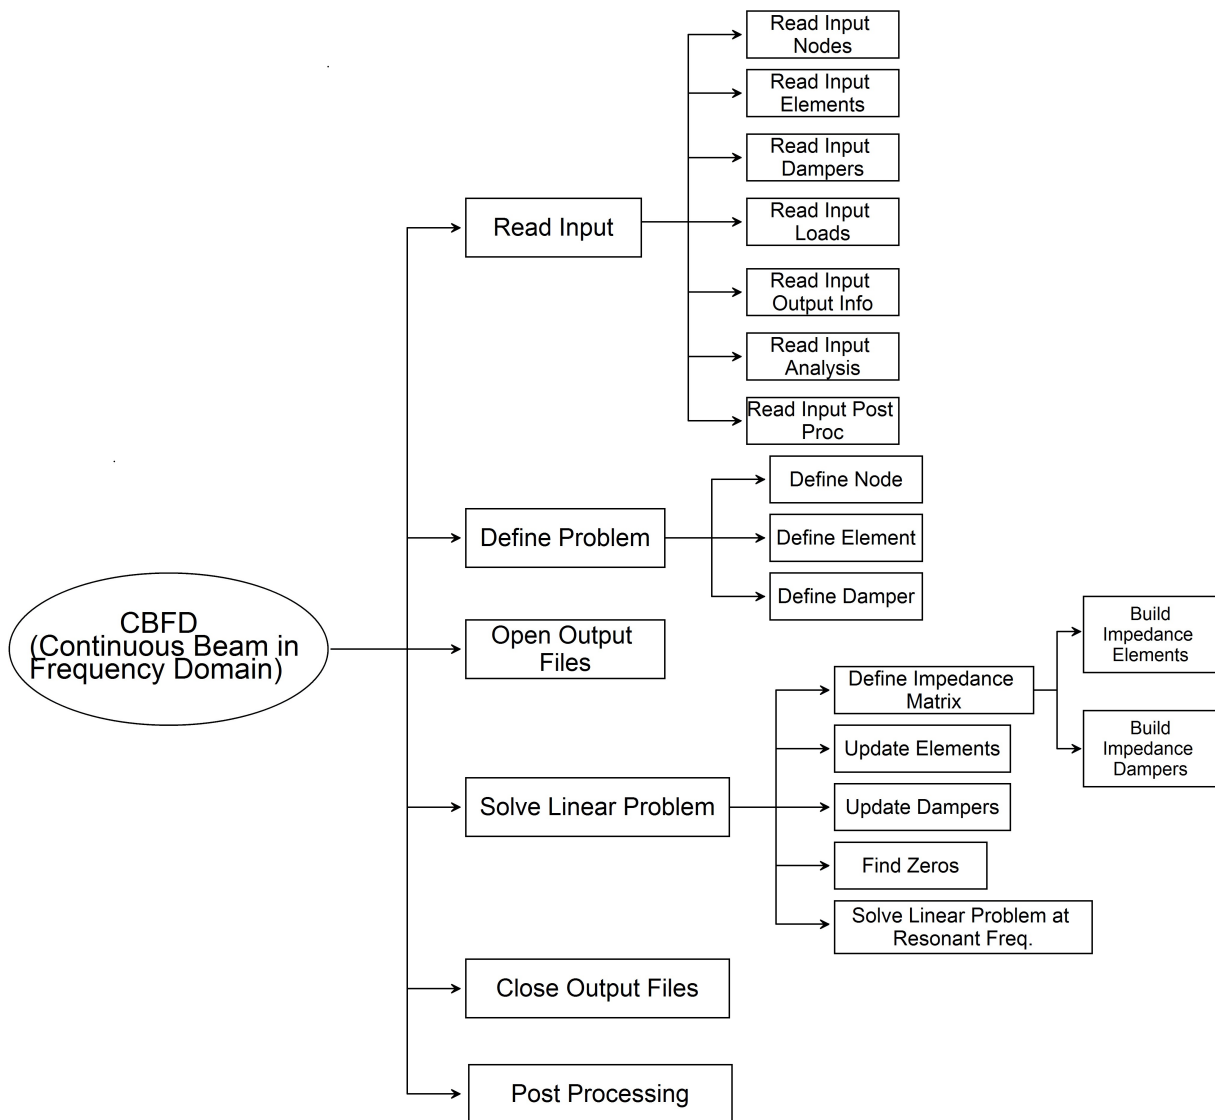 CBFD
(Continuous Beam in
Frequency Domain)
Read Input
Read Input
Nodes
Read Input
Elements
Read Input
Dampers
Read Input
Loads
Read Input
Output Info
Read Input
Analysis
Read Input Post
Proc
Define Problem
Define Node
Define Element
Define Damper
Open Output
Files
Solve Linear Problem
Define Impedance
Matrix
Build
Impedance
Elements
Build
Impedance
Dampers
Update Elements
Update Dampers
Find Zeros
Solve Linear Problem at
Resonant Freq.
Close Output Files
Post Processing